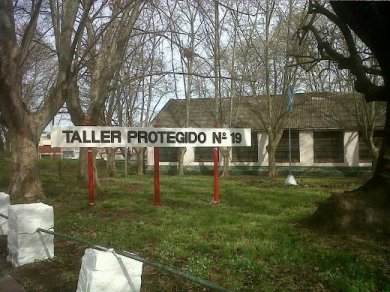 TALLER PROTEGIDO Nº 19